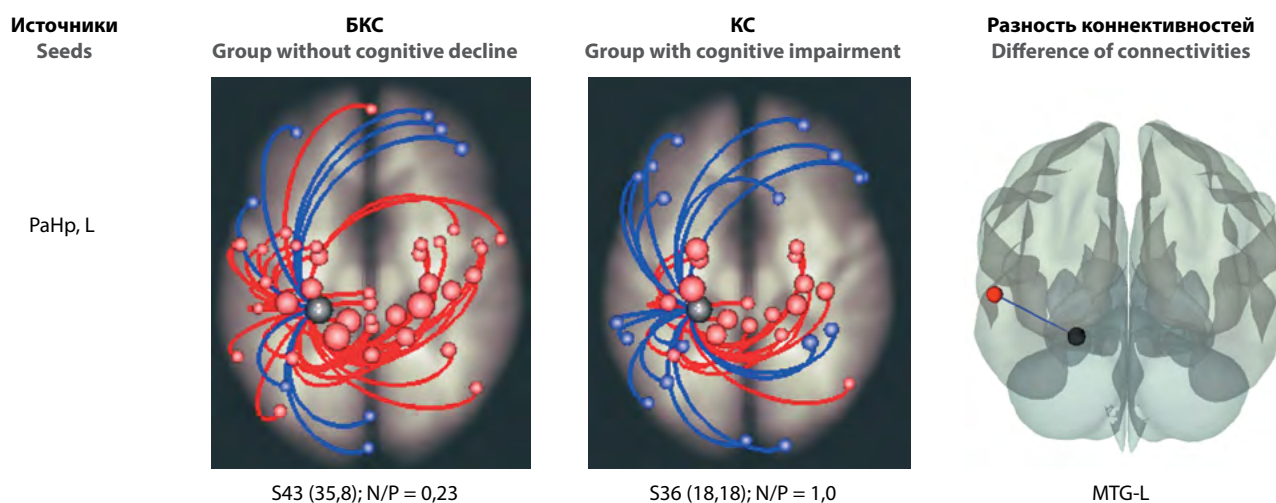 Источники
Seeds
БКС
Group without cognitive decline
КС
Group with cognitive impairment
Разность коннективностей
Difference of connectivities
PaHp, L
S43 (35,8); N/P = 0,23
S36 (18,18); N/P = 1,0
MTG-L